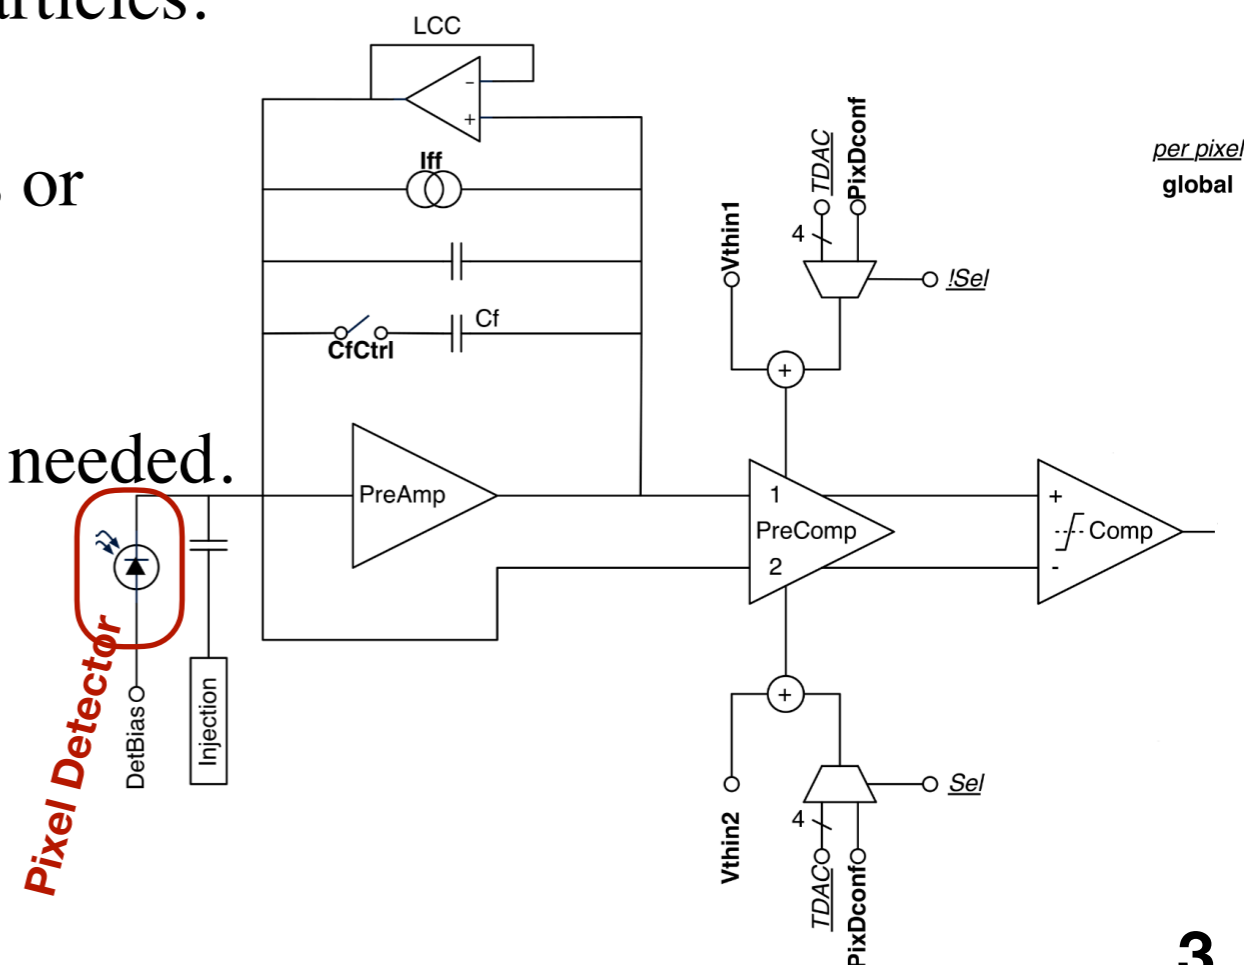 articles.
or
needed.
LCC
-
+
Iff
Cf
CfCtrl
PreAmp
Vthin1
TDAC
PixDconf
4
!Sel
per pixel
global
+
1
PreComp
2
+
Comp
-
+
Vthin2
4
TDAC
PixDconf
Sel
Pixel Detector
DetBias
Injection
3